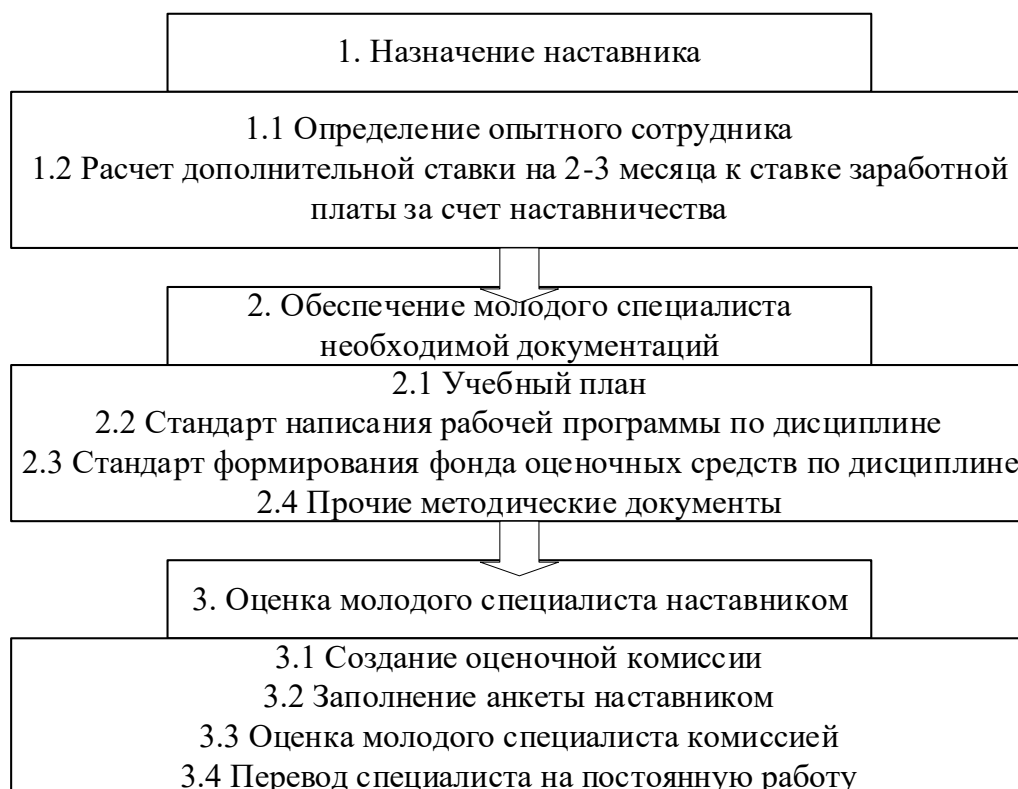 1. Назначение наставника
1.1 Определение опытного сотрудника
1.2 Расчет дополнительной ставки на 2-3 месяца к ставке заработной
платы за счет наставничества
2. Обеспечение молодого специалиста
необходимой документаций
2.1 Учебный план
2.2 Стандарт написания рабочей программы по дисциплине
2.3 Стандарт формирования фонда оценочных средств по дисциплине
2.4 Прочие методические документы
3. Оценка молодого специалиста наставником
3.1 Создание оценочной комиссии
3.2 Заполнение анкеты наставником
3.3 Оценка молодого специалиста комиссией
3.4 Перевод специалиста на постоянную работу